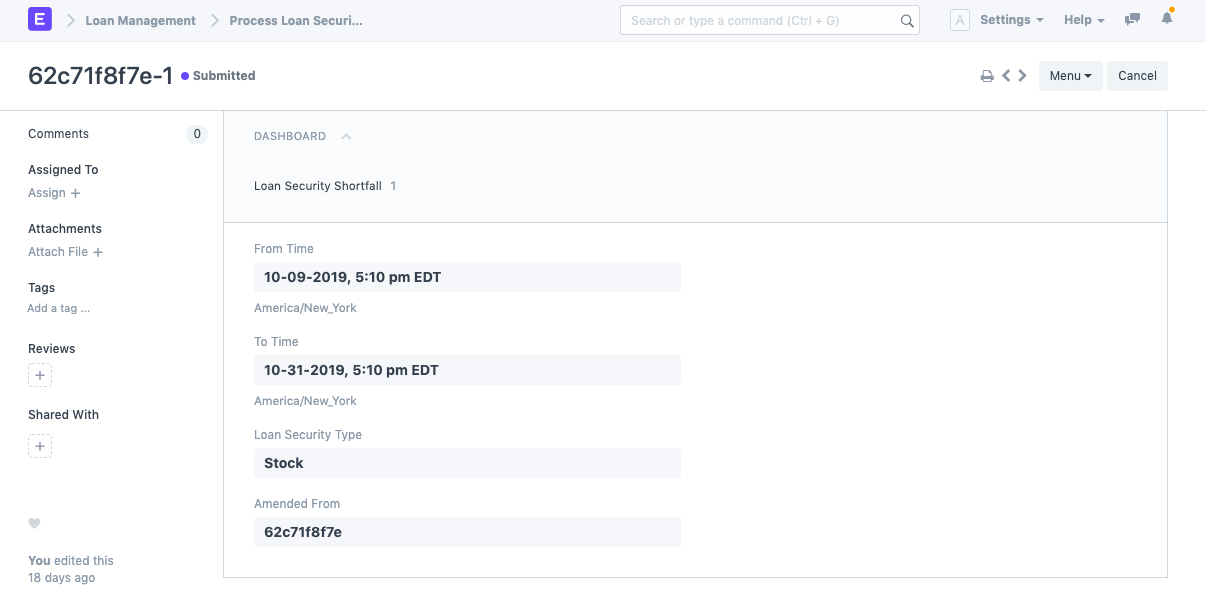 E Loan Management Process Loan Securi... Search or type a command (Ctrl + G) A Settings Help
62c71f8f7e-1 Submitted Menu Cancel
Comments 0
Assigned To
Assign +
Attachments
Attach File +
Tags
Add a tag ...
Reviews
+
Shared With
+
You edited this
18 days ago
DASHBOARD
Loan Security Shortfall 1
From Time
10-09-2019, 5:10 pm EDT
America/New_York
To Time
10-31-2019, 5:10 pm EDT
America/New_York
Loan Security Type
Stock
Amended From
62c71f8f7e